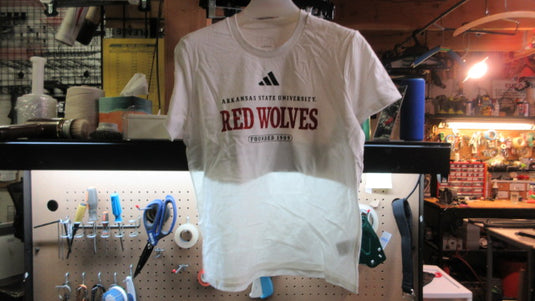 ARKANSAS STATE UNIVERSITY.
RED WOLVES
FOUNDED 1909